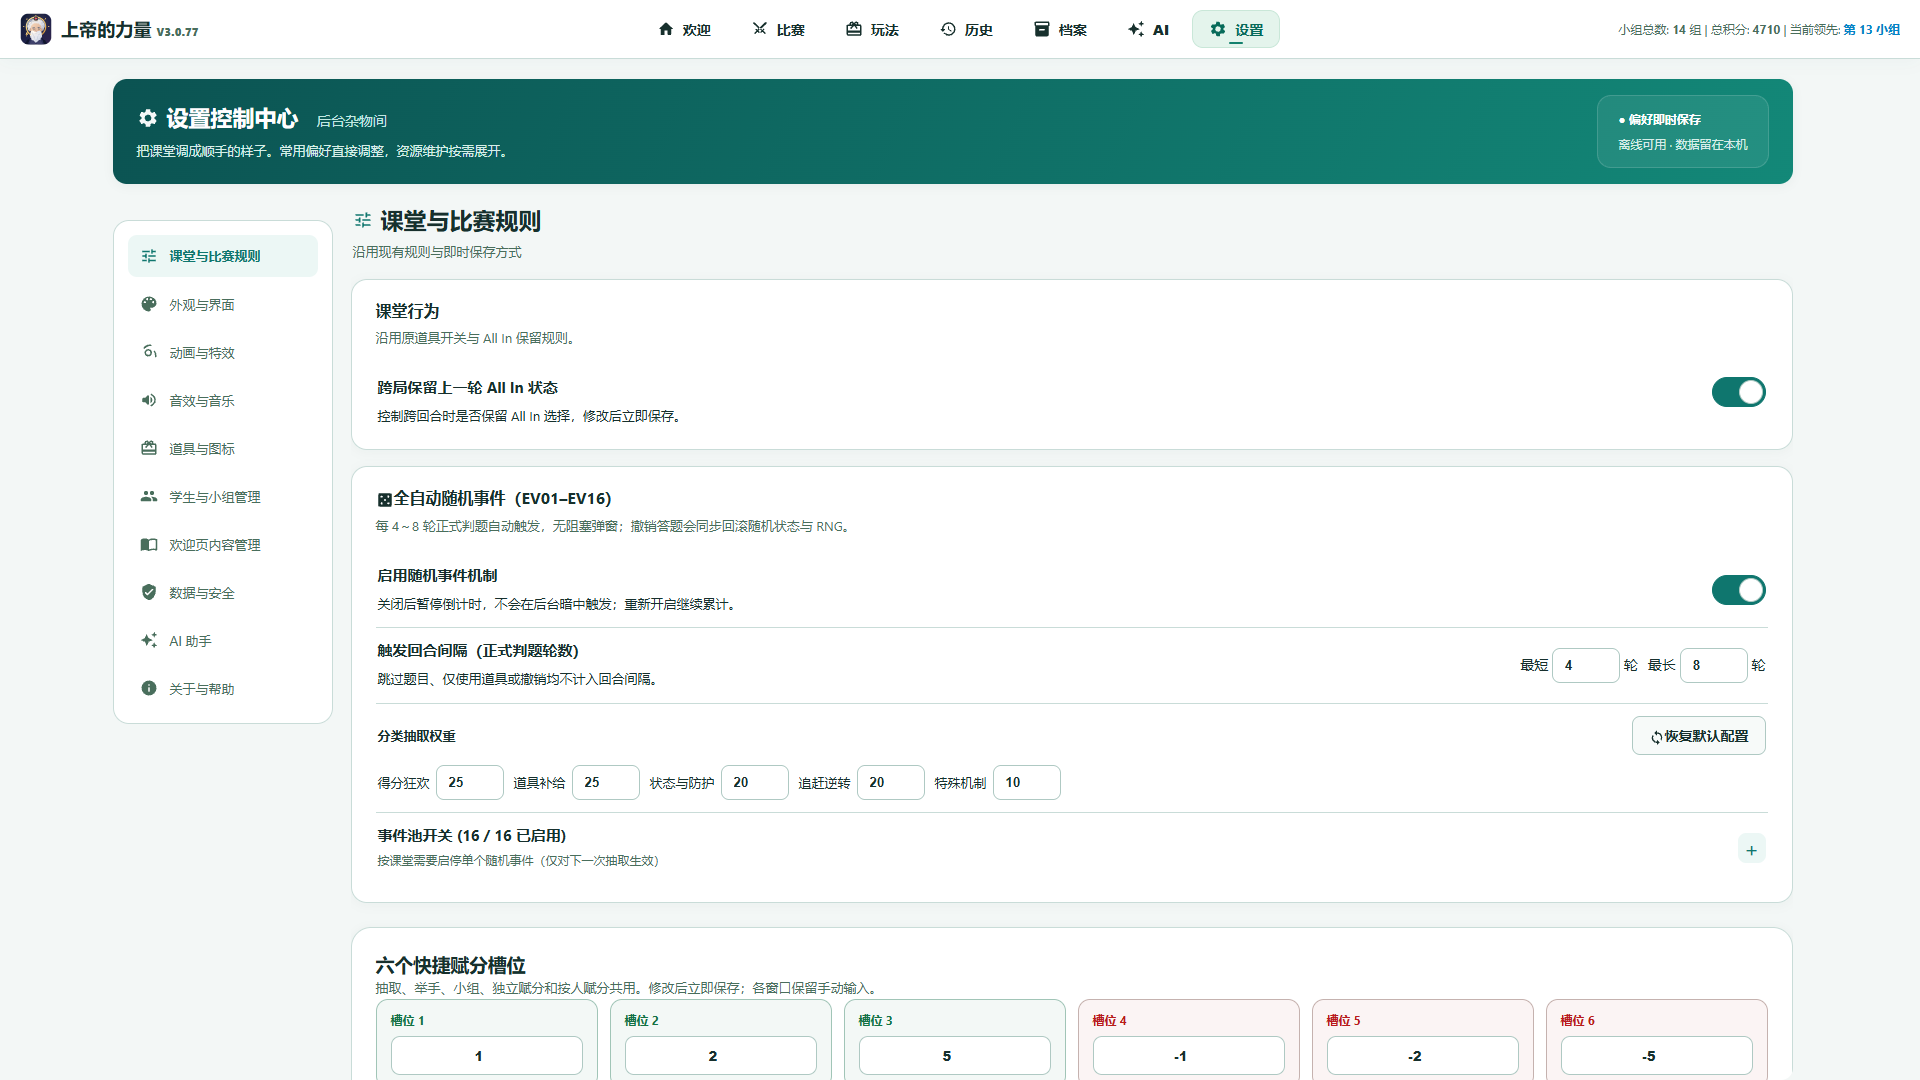 上帝的力量 V3.0.77
欢迎 比赛 玩法 历史 档案 AI 设置
小组总数: 14 组 | 总积分: 4710 | 当前领先: 第 13 小组
设置控制中心 后台杂物间
把课堂调成顺手的样子。常用偏好直接调整，资源维护按需展开。
● 偏好即时保存
离线可用 · 数据留在本机
课堂与比赛规则
外观与界面
动画与特效
音效与音乐
道具与图标
学生与小组管理
欢迎页内容管理
数据与安全
AI 助手
关于与帮助
课堂与比赛规则
沿用现有规则与即时保存方式
课堂行为
沿用原道具开关与 All In 保留规则。
跨局保留上一轮 All In 状态
控制跨回合时是否保留 All In 选择，修改后立即保存。
全自动随机事件（EV01–EV16）
每 4～8 轮正式判题自动触发，无阻塞弹窗；撤销答题会同步回滚随机状态与 RNG。
启用随机事件机制
关闭后暂停倒计时，不会在后台暗中触发；重新开启继续累计。
触发回合间隔（正式判题轮数）
跳过题目、仅使用道具或撤销均不计入回合间隔。
最短 4 轮 最长 8 轮
分类抽取权重
恢复默认配置
得分狂欢 25 道具补给 25 状态与防护 20 追赶逆转 20 特殊机制 10
事件池开关 (16 / 16 已启用)
按课堂需要启停单个随机事件（仅对下一次抽取生效）
+
六个快捷赋分槽位
抽取、举手、小组、独立赋分和按人赋分共用。修改后立即保存；各窗口保留手动输入。
槽位 1 槽位 2 槽位 3 槽位 4 槽位 5 槽位 6
1 2 5 -1 -2 -5